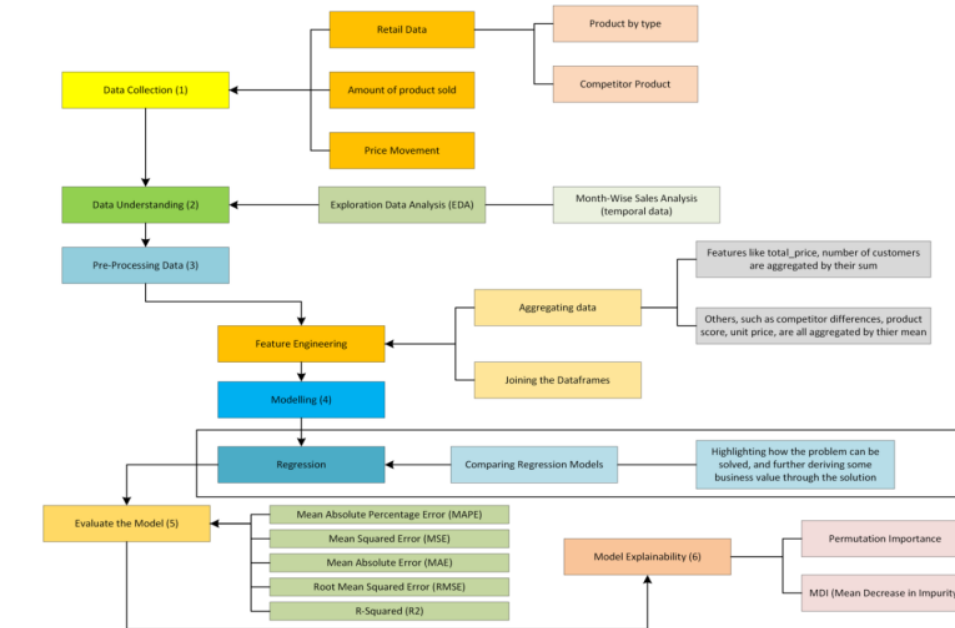 Retail Data
Product by type
Data Collection (1)
Amount of product sold
Competitor Product
Price Movement
Data Understanding (2)
Exploration Data Analysis (EDA)
Month-Wise Sales Analysis
(temporal data)
Pre-Processing Data (3)
Features like total_price, number of customers
are aggregated by their sum
Aggregating data
Others, such as competitor differences, product
score, unit price, are all aggregated by thier mean
Feature Engineering
Joining the Dataframes
Modelling (4)
Regression
Comparing Regression Models
Highlighting how the problem can be
solved, and further deriving some
business value through the solution
Evaluate the Model (5)
Mean Absolute Percentage Error (MAPE)
Mean Squared Error (MSE)
Mean Absolute Error (MAE)
Root Mean Squared Error (RMSE)
R-Squared (R2)
Model Explainability (6)
Permutation Importance
MDI (Mean Decrease in Impurity